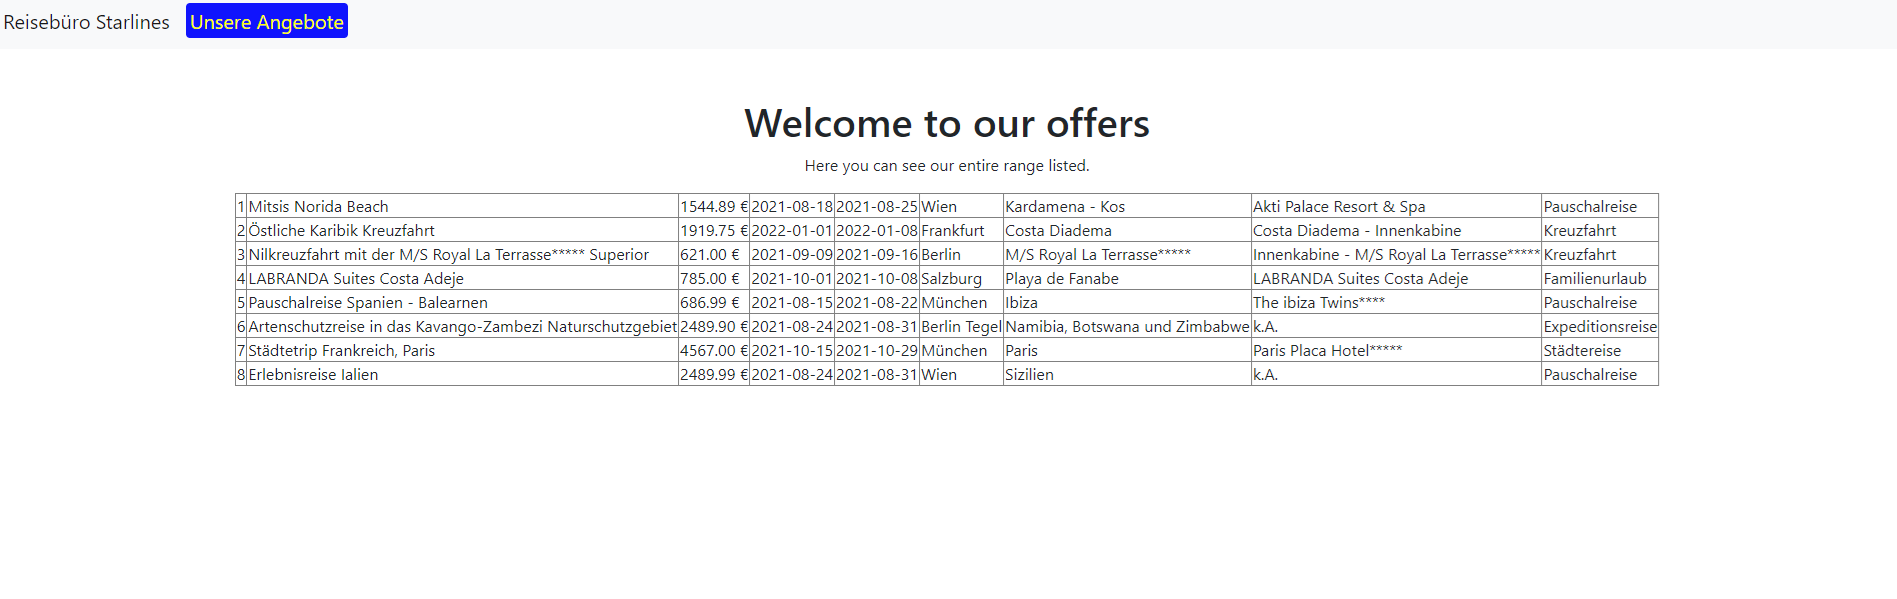 Reisebüro Starlines Unsere Angebote
Welcome to our offers
Here you can see our entire range listed.
1 Mitsis Norida Beach 1544.89 € 2021-08-18 2021-08-25 Wien Kardamena - Kos Akti Palace Resort & Spa Pauschalreise
2 Östliche Karibik Kreuzfahrt 1919.75 € 2022-01-01 2022-01-08 Frankfurt Costa Diadema Costa Diadema - Innenkabine Kreuzfahrt
3 Nilkreuzfahrt mit der M/S Royal La Terrasse***** Superior 621.00 € 2021-09-09 2021-09-16 Berlin M/S Royal La Terrasse***** Innenkabine - M/S Royal La Terrasse***** Kreuzfahrt
4 LABRANDA Suites Costa Adeje 785.00 € 2021-10-01 2021-10-08 Salzburg Playa de Fanabe LABRANDA Suites Costa Adeje Familienurlaub
5 Pauschalreise Spanien - Balearnen 686.99 € 2021-08-15 2021-08-22 München Ibiza The ibiza Twins**** Pauschalreise
6 Artenschutzreise in das Kavango-Zambezi Naturschutzgebiet 2489.90 € 2021-08-24 2021-08-31 Berlin Tegel Namibia, Botswana und Zimbabwe k.A. Expeditionsreise
7 Städtetrip Frankreich, Paris 4567.00 € 2021-10-15 2021-10-29 München Paris Paris Placa Hotel***** Städtereise
8 Erlebnisreise Ialien 2489.99 € 2021-08-24 2021-08-31 Wien Sizilien k.A. Pauschalreise